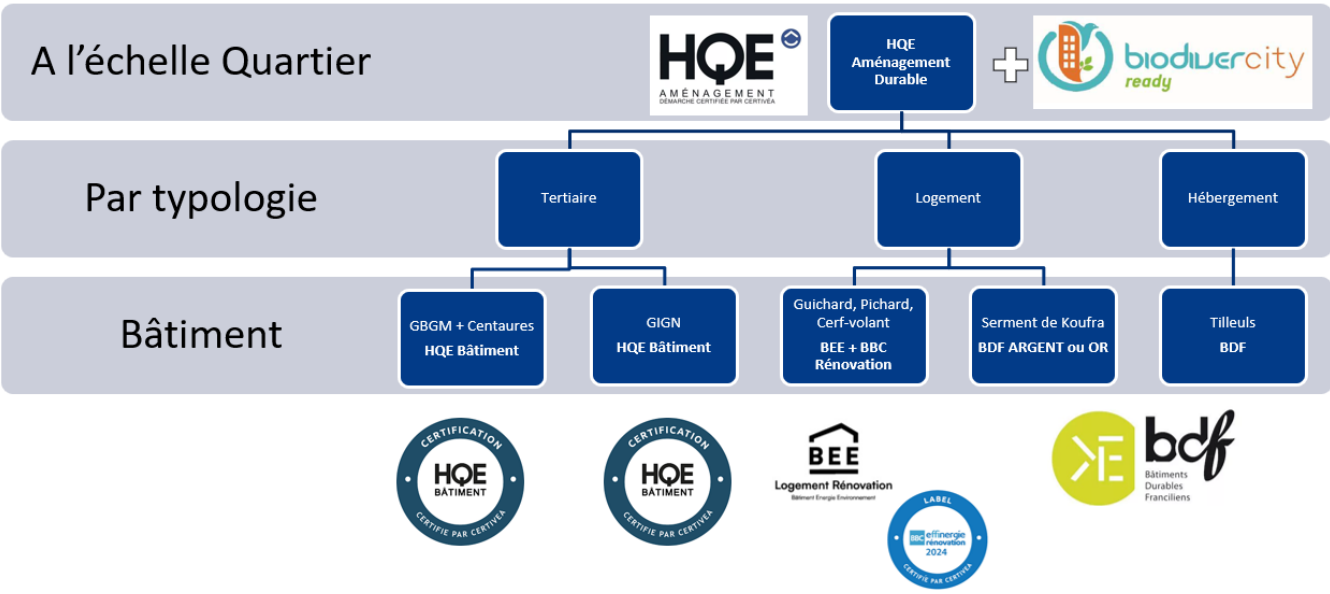 A l'échelle Quartier
HQE
AMÉNAGEMENT
DÉMARCHE CERTIFIÉE PAR CERTIVÉA
HQE
Aménagement
Durable
biodivercity
ready
Par typologie
Tertiaire
Logement
Hébergement
Bâtiment
GBGM + Centaures
HQE Bâtiment
GIGN
HQE Bâtiment
Guichard, Pichard,
Cerf-volant
BEE + BBC
Rénovation
Serment de Koufra
BDF ARGENT ou OR
Tilleuls
BDF
CERTIFICATION
HQE
BÂTIMENT
CERTIFIÉ PAR CERTIVEA
CERTIFICATION
HQE
BÂTIMENT
CERTIFIÉ PAR CERTIVEA
BEE
Logement Rénovation
Bâtiment Energie Environnement
LABEL
BBC effinergie
rénovation
2024
CERTIFIÉ PAR CERTIVEA
bdf
Bâtiments
Durables
Franciliens